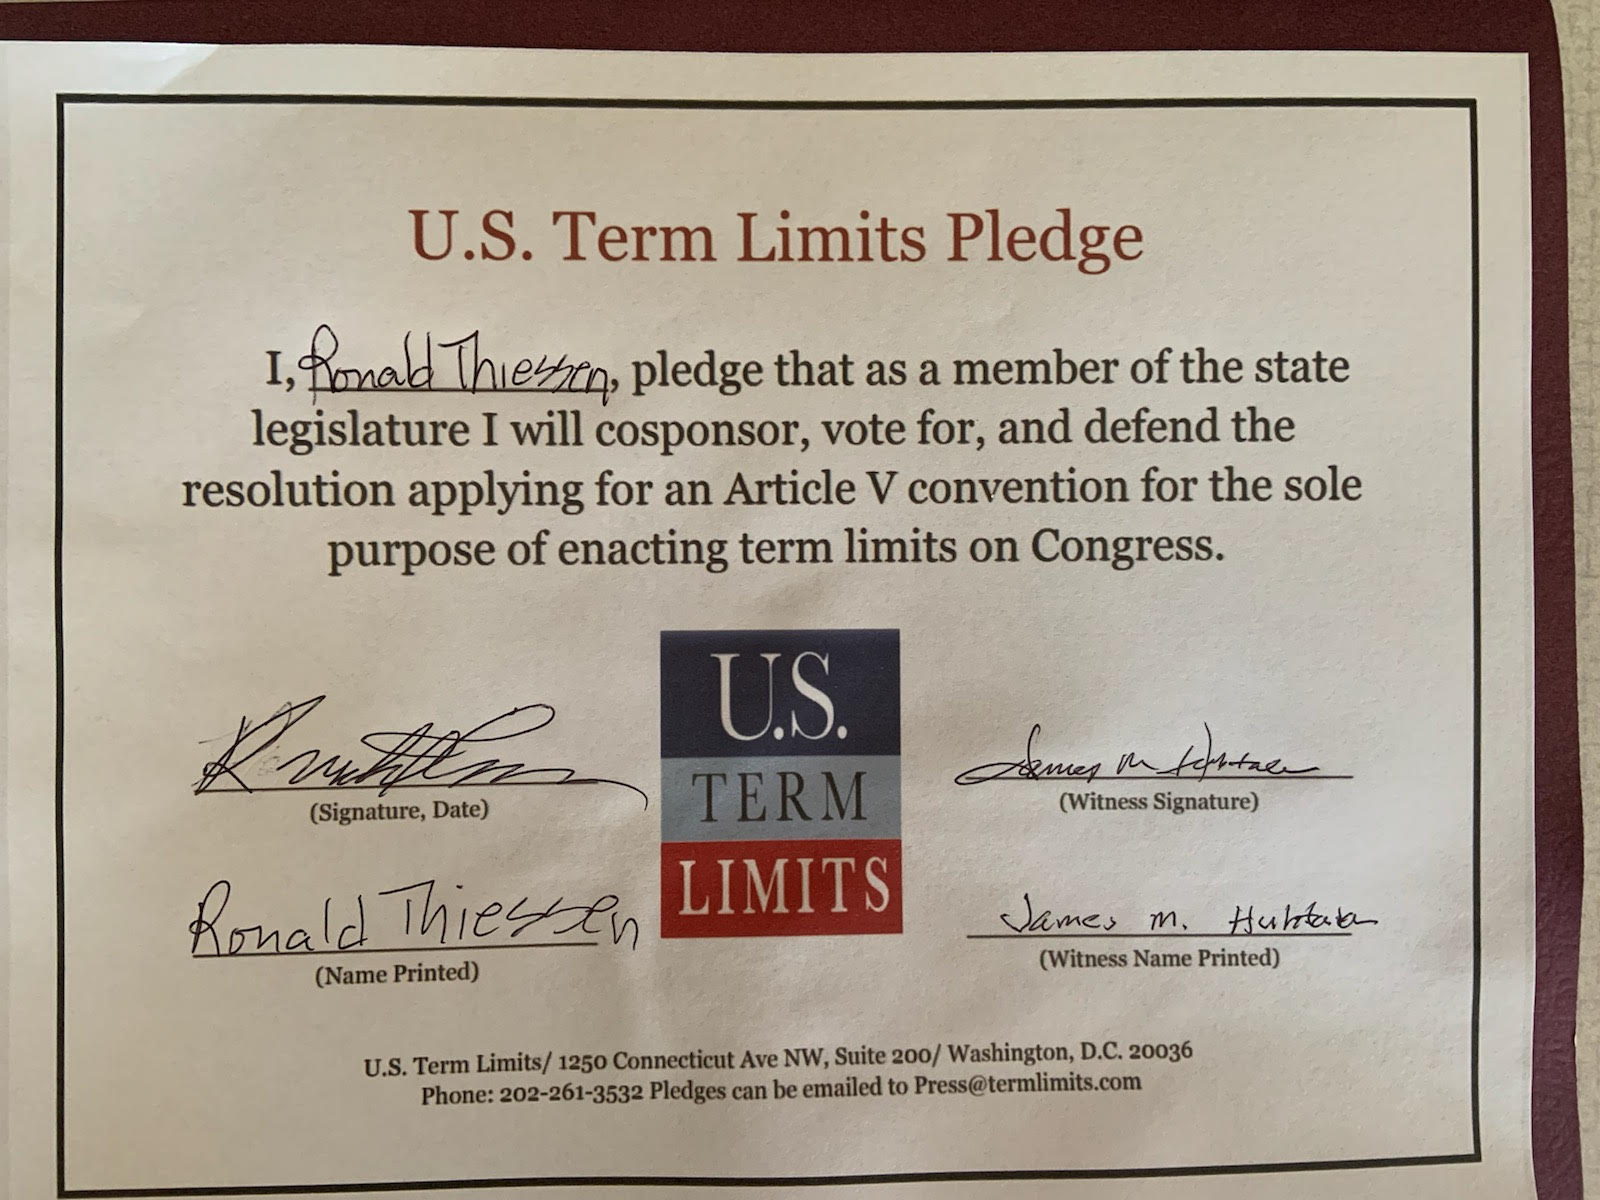 U.S. Term Limits Pledge
I, Ronald Thiessen, pledge that as a member of the state
legislature I will cosponsor, vote for, and defend the
resolution applying for an Article V convention for the sole
purpose of enacting term limits on Congress.
U.S.
TERM
LIMITS
(Signature, Date)
James M
(Witness Signature)
Ronald Thiessen
(Name Printed)
James M.
(Witness Name Printed)
U.S. Term Limits/ 1250 Connecticut Ave NW, Suite 200/ Washington, D.C. 20036
Phone: 202-261-3532 Pledges can be emailed to Press@termlimits.com